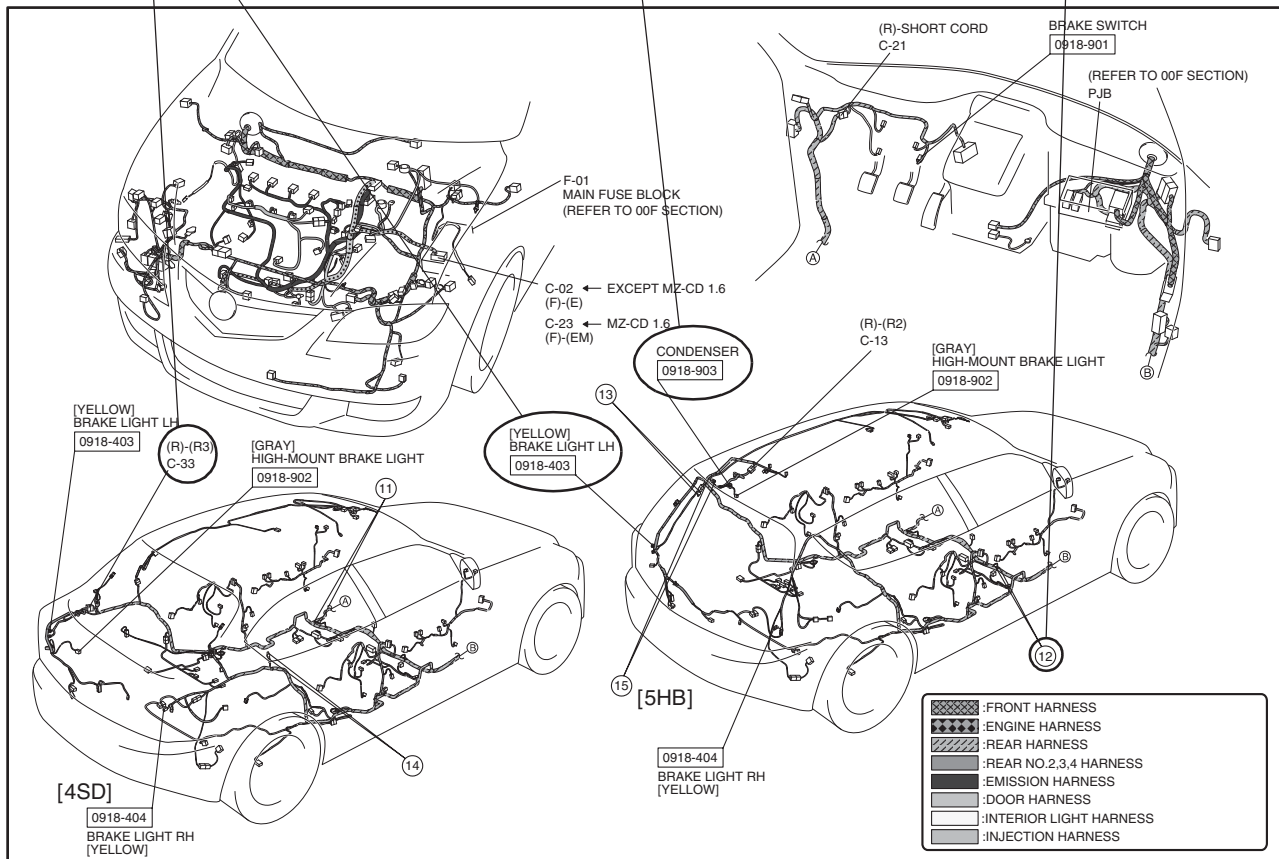 (R)-SHORT CORD
C-21
BRAKE SWITCH
0918-901
(REFER TO 00F SECTION)
PJB
F-01
MAIN FUSE BLOCK
(REFER TO 00F SECTION)
A
B
C-02 ← EXCEPT MZ-CD 1.6
(F)-(E)
C-23 ← MZ-CD 1.6
(F)-(EM)
CONDENSER
0918-903
(R)-(R2)
C-13
[GRAY]
HIGH-MOUNT BRAKE LIGHT
0918-902
13
[YELLOW]
BRAKE LIGHT LH
0918-403
(R)-(R3)
C-33
[GRAY]
HIGH-MOUNT BRAKE LIGHT
0918-902
[YELLOW]
BRAKE LIGHT LH
0918-403
11
A
B
A
B
12
15
[5HB]
14
0918-404
BRAKE LIGHT RH
[YELLOW]
[4SD]
0918-404
BRAKE LIGHT RH
[YELLOW]
:FRONT HARNESS
:ENGINE HARNESS
:REAR HARNESS
:REAR NO.2,3,4 HARNESS
:EMISSION HARNESS
:DOOR HARNESS
:INTERIOR LIGHT HARNESS
:INJECTION HARNESS